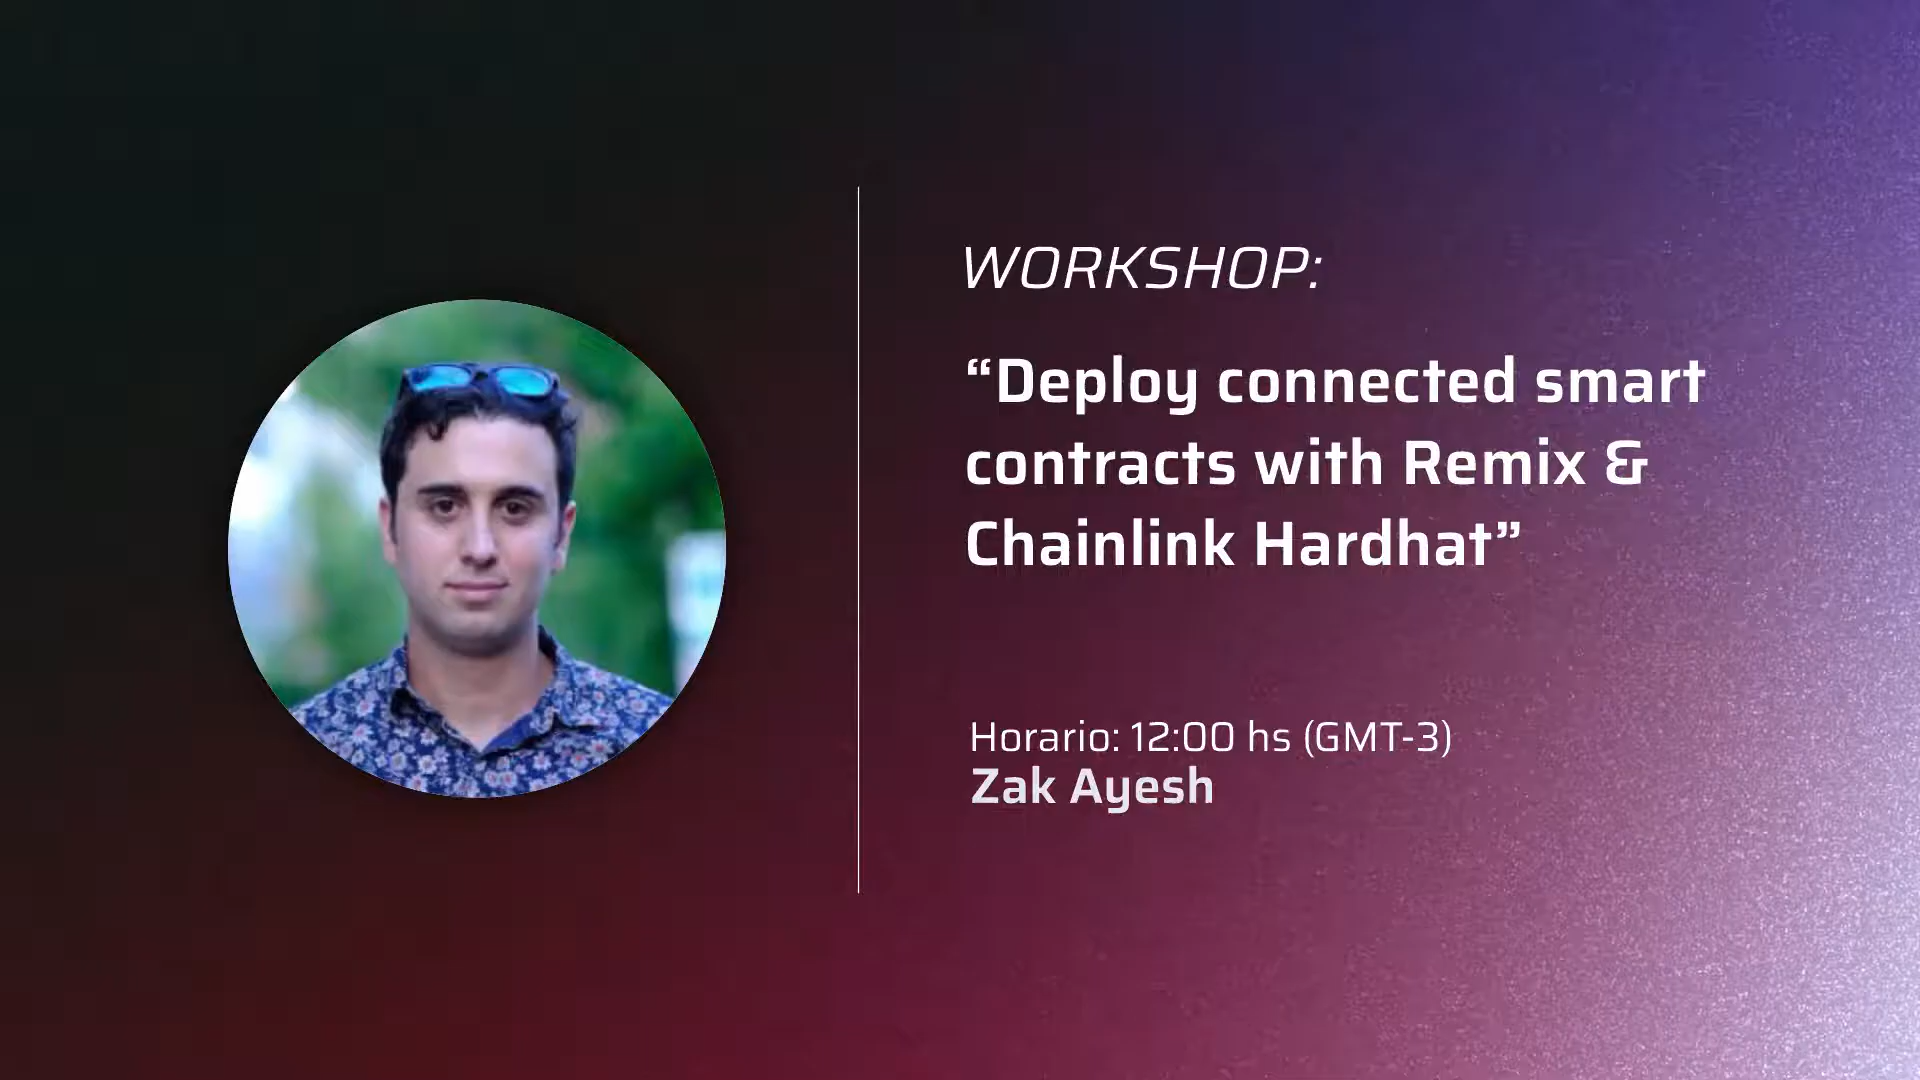 WORKSHOP:
“Deploy connected smart
contracts with Remix &
Chainlink Hardhat”
Horario: 12:00 hs (GMT-3)
Zak Ayesh